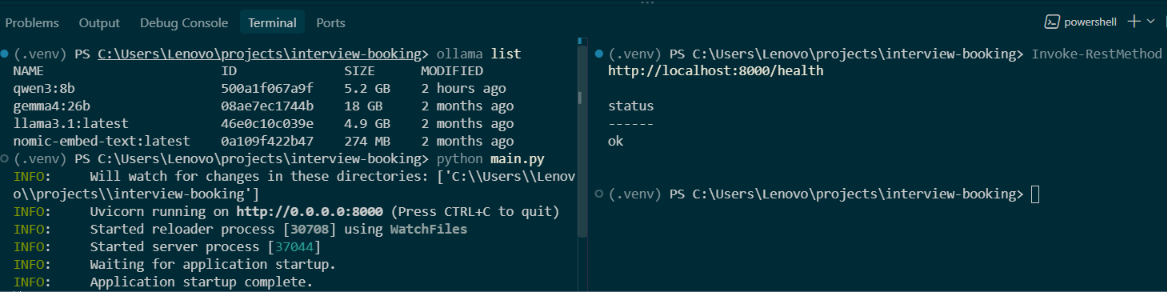 Problems Output Debug Console Terminal Ports
powershell
(.venv) PS C:\Users\Lenovo\projects\interview-booking> ollama list
NAME ID SIZE MODIFIED
qwen3:8b 500a1f067a9f 5.2 GB 2 hours ago
gemma4:26b 08ae7ec1744b 18 GB 2 months ago
llama3.1:latest 46e0c10c039e 4.9 GB 2 months ago
nomic-embed-text:latest 0a109f422b47 274 MB 2 months ago
(.venv) PS C:\Users\Lenovo\projects\interview-booking> python main.py
INFO: Will watch for changes in these directories: ['C:\\Users\\Lenov
o\\projects\\interview-booking']
INFO: Uvicorn running on http://0.0.0.0:8000 (Press CTRL+C to quit)
INFO: Started reloader process [30708] using WatchFiles
INFO: Started server process [37044]
INFO: Waiting for application startup.
INFO: Application startup complete.
(.venv) PS C:\Users\Lenovo\projects\interview-booking> Invoke-RestMethod
http://localhost:8000/health
status
------
ok
(.venv) PS C:\Users\Lenovo\projects\interview-booking>